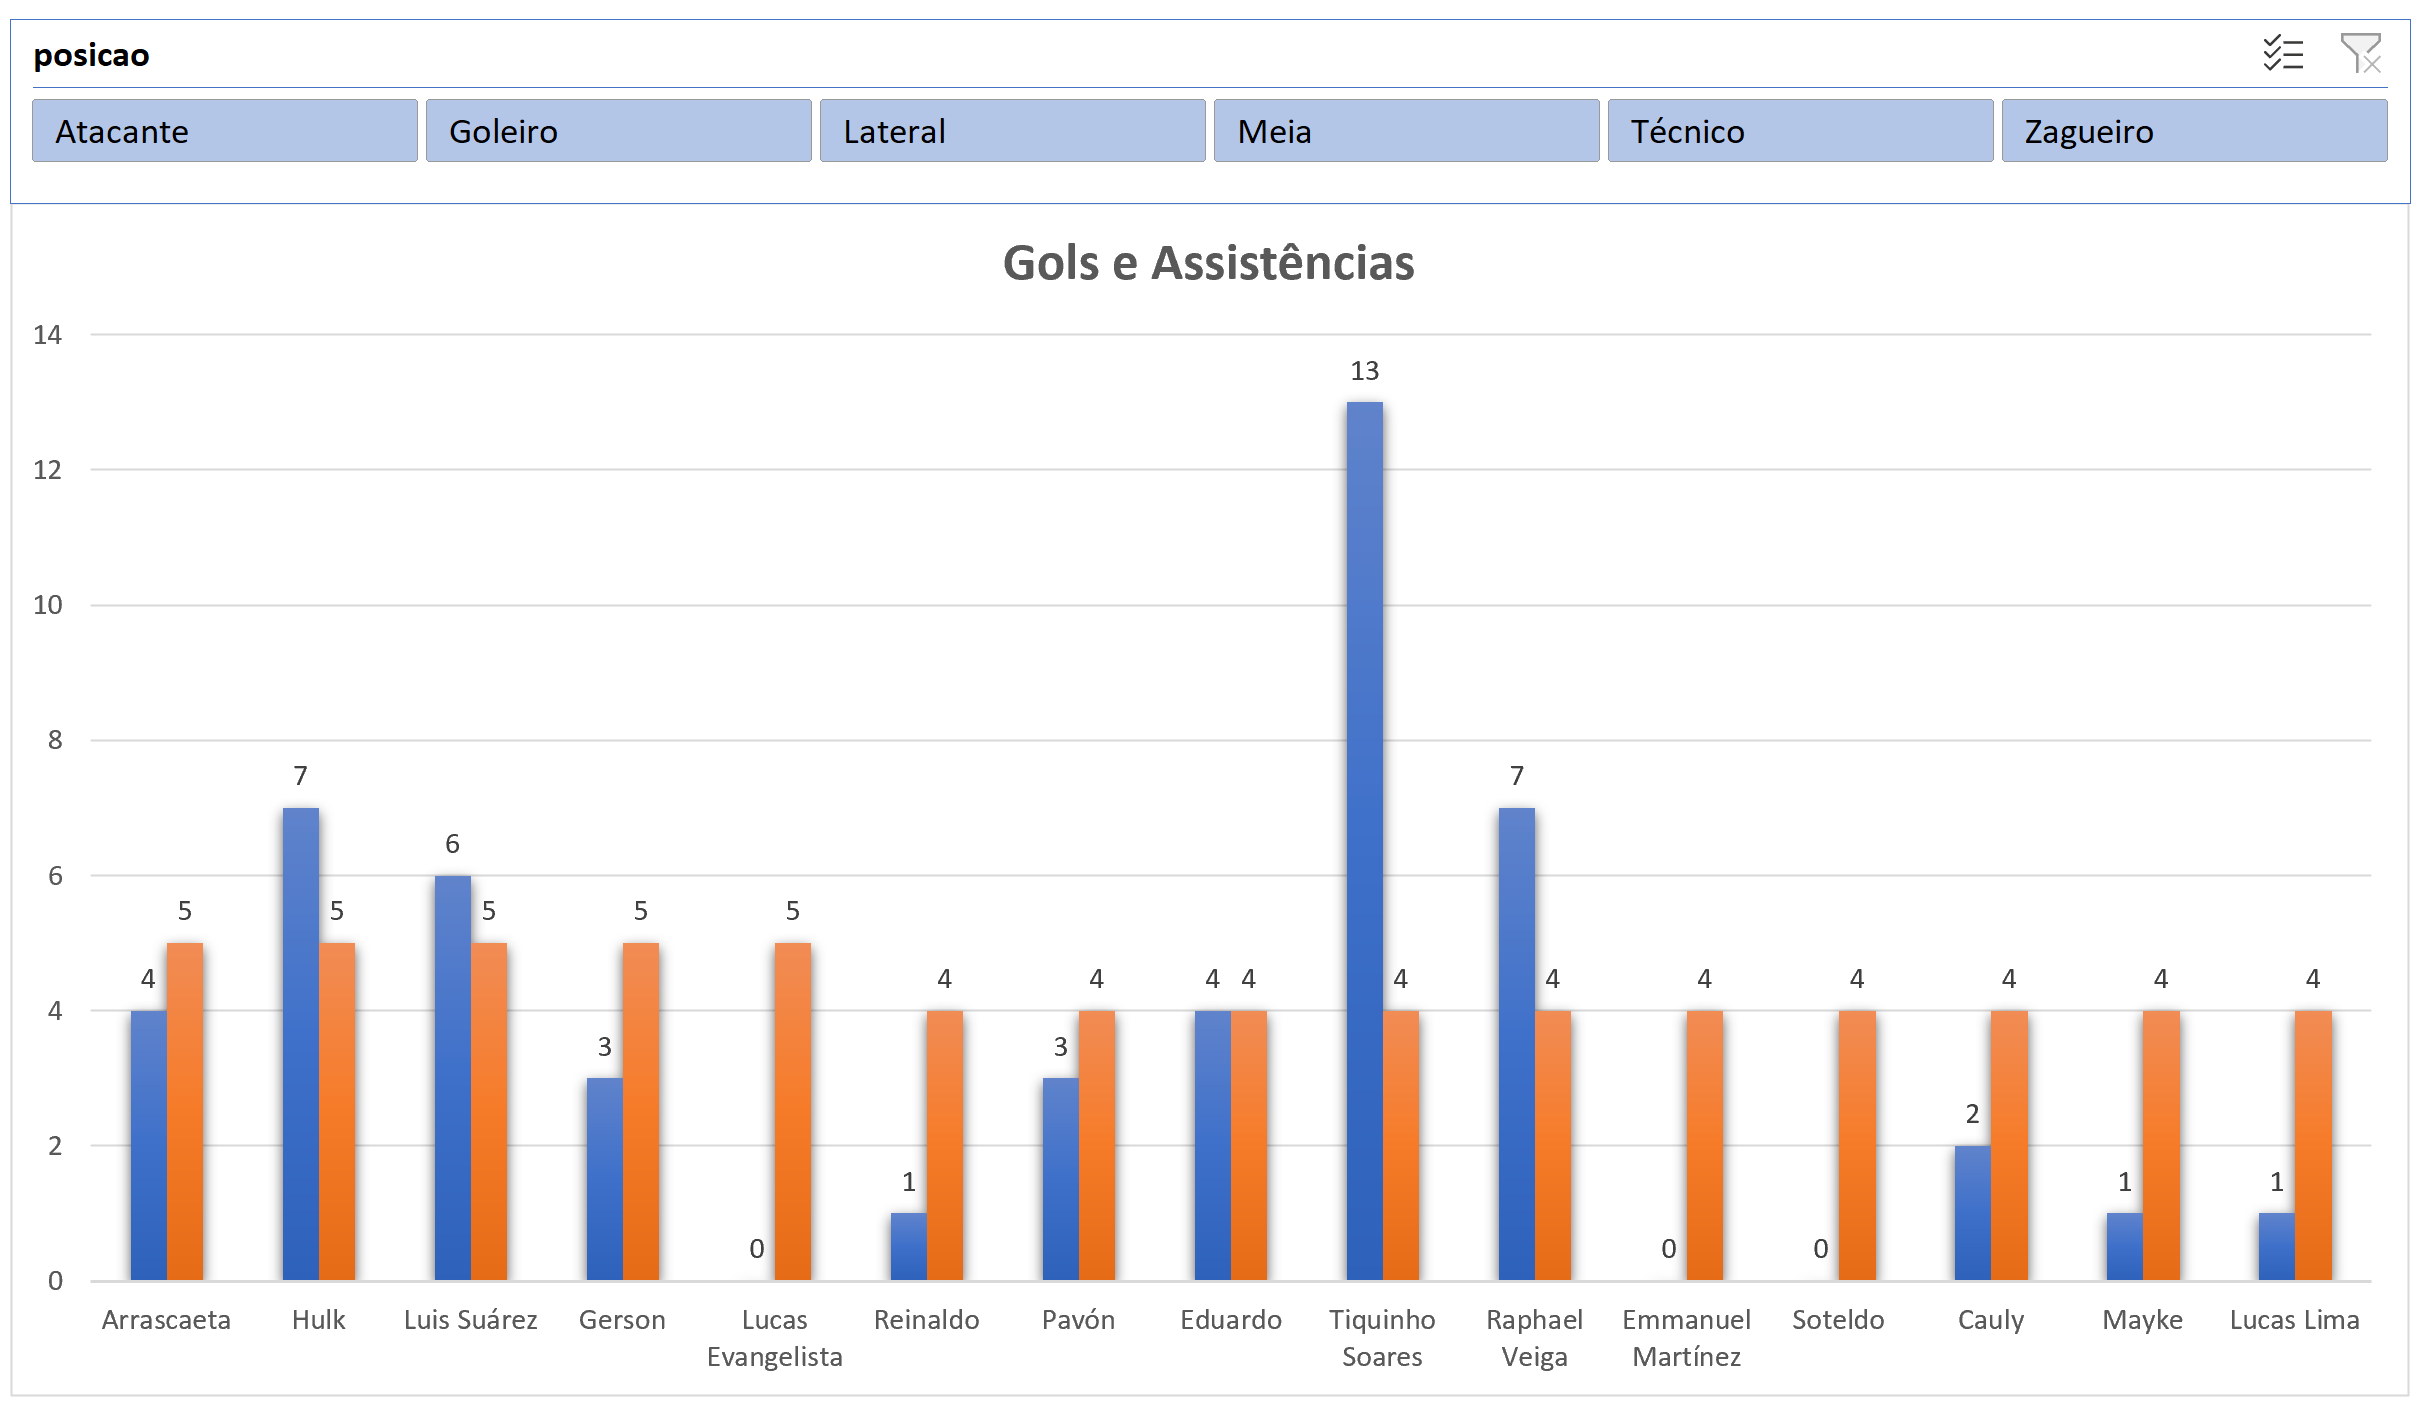 posicao
Atacante Goleiro Lateral Meia Técnico Zagueiro
Gols e Assistências
14
13
12
10
8
7 7
6
6
5 5 5 5 5
4 4 4 4 4 4 4 4 4 4 4 4
3 3
4
2
2
1 1 1
0 0 0
0
Arrascaeta Hulk Luis Suárez Gerson Lucas Evangelista Reinaldo Pavón Eduardo Tiquinho Soares Raphael Veiga Emmanuel Martínez Soteldo Cauly Mayke Lucas Lima